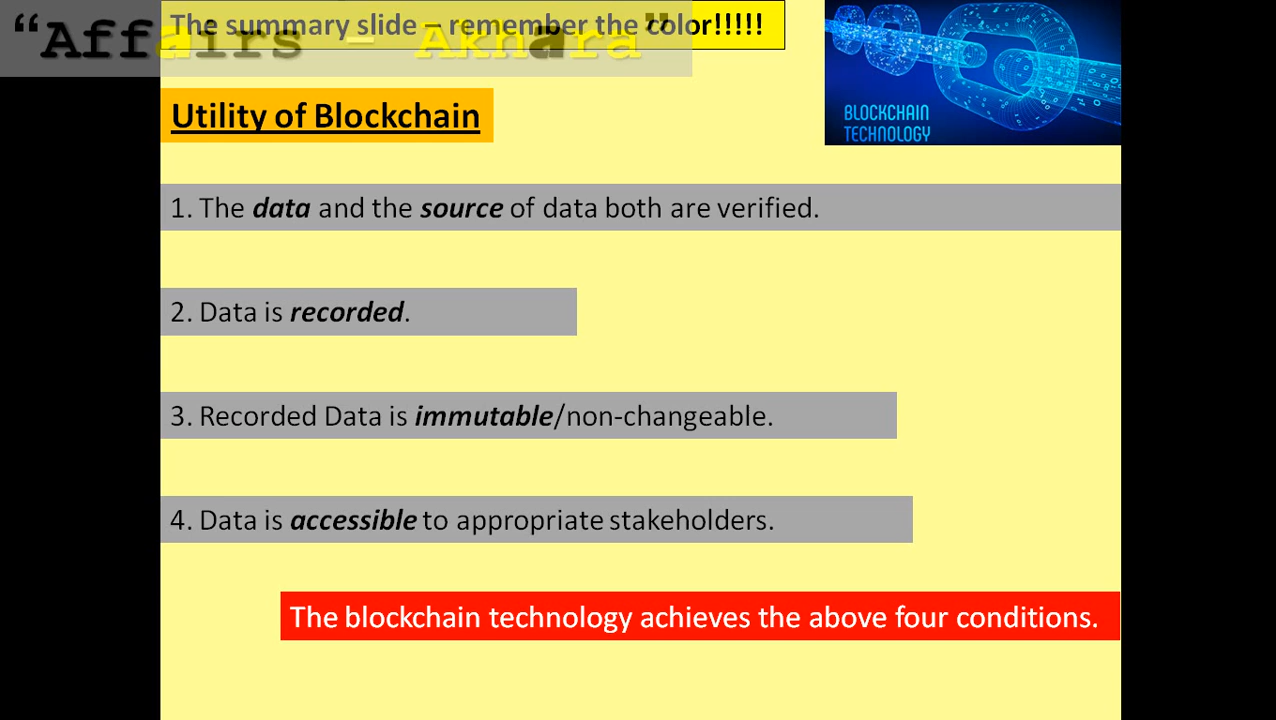 The summary slide – remember the color!!!!!
“Affairs – Akhara”
BLOCKCHAIN
TECHNOLOGY
Utility of Blockchain
1. The data and the source of data both are verified.
2. Data is recorded.
3. Recorded Data is immutable/non-changeable.
4. Data is accessible to appropriate stakeholders.
The blockchain technology achieves the above four conditions.